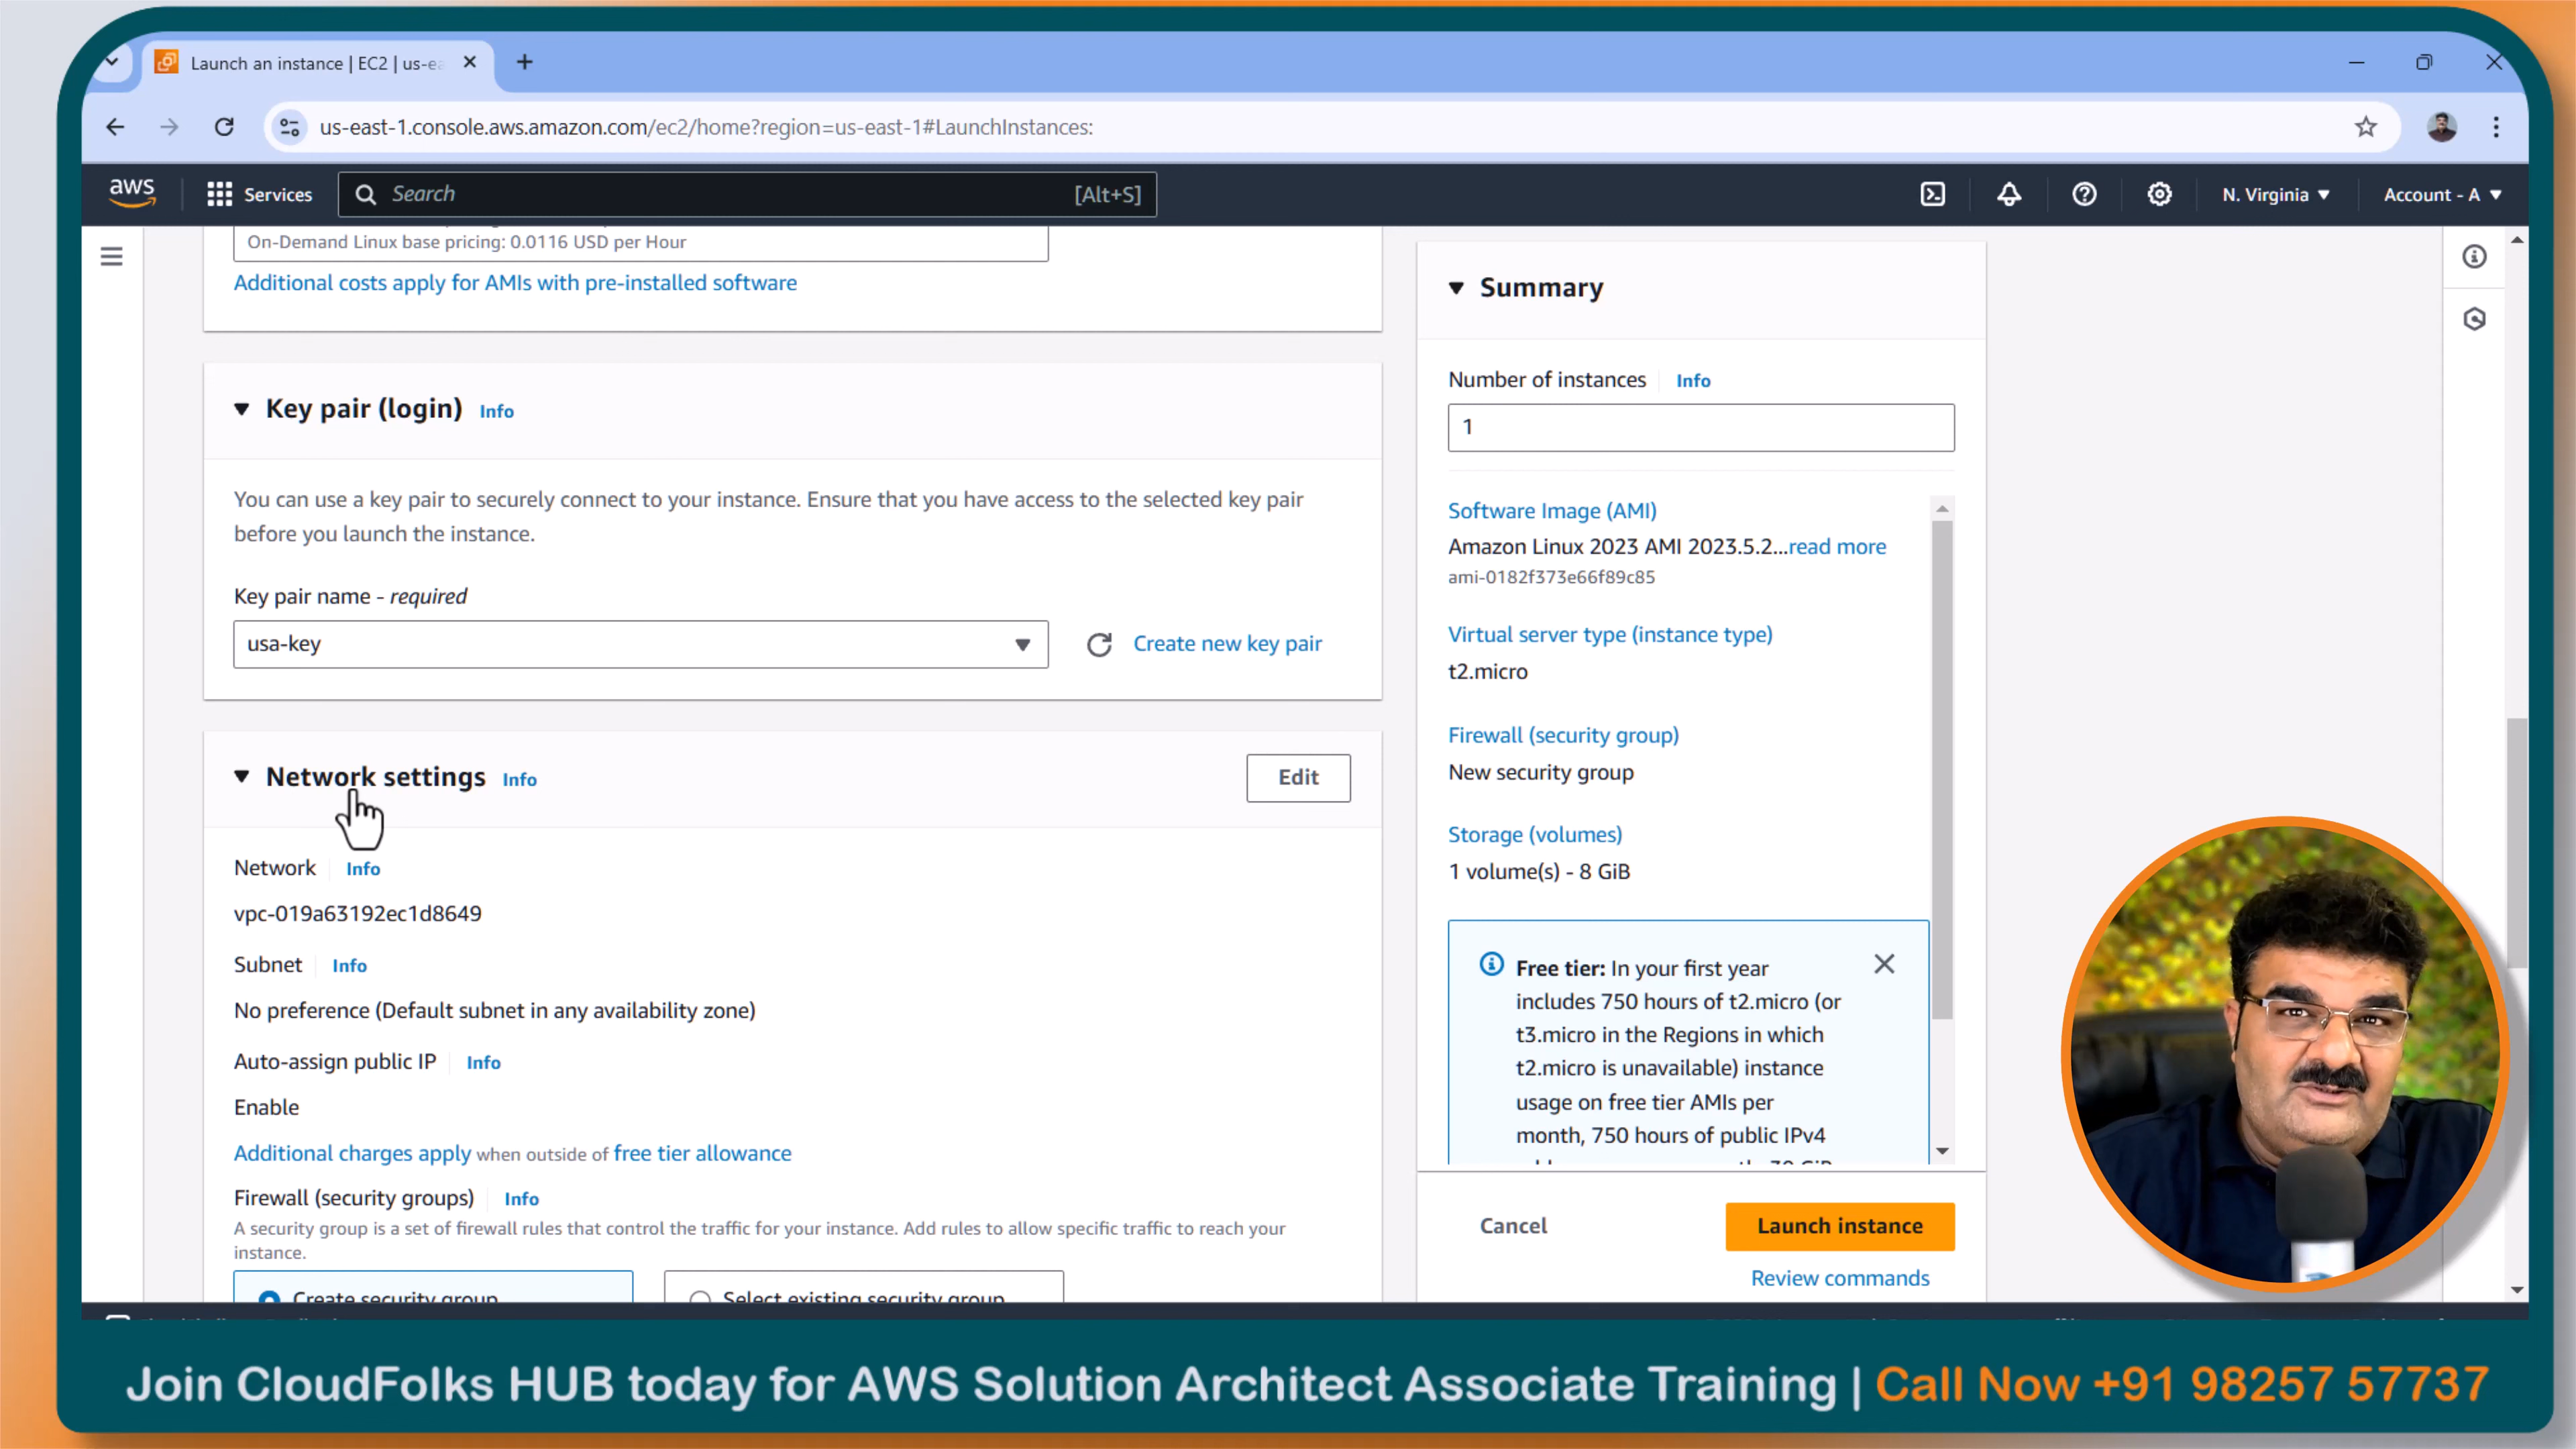 Launch an instance | EC2 | us-ea
us-east-1.console.aws.amazon.com/ec2/home?region=us-east-1#LaunchInstances:
aws Services Search [Alt+S] N. Virginia Account - A
On-Demand Linux base pricing: 0.0116 USD per Hour
Additional costs apply for AMIs with pre-installed software
Key pair (login) Info
You can use a key pair to securely connect to your instance. Ensure that you have access to the selected key pair
before you launch the instance.
Key pair name - required
usa-key
Create new key pair
Network settings Info
Edit
Network Info
vpc-019a63192ec1d8649
Subnet Info
No preference (Default subnet in any availability zone)
Auto-assign public IP Info
Enable
Additional charges apply when outside of free tier allowance
Firewall (security groups) Info
A security group is a set of firewall rules that control the traffic for your instance. Add rules to allow specific traffic to reach your
instance.
Create security group
Select existing security group
Summary
Number of instances Info
1
Software Image (AMI)
Amazon Linux 2023 AMI 2023.5.2...read more
ami-0182f373e66f89c85
Virtual server type (instance type)
t2.micro
Firewall (security group)
New security group
Storage (volumes)
1 volume(s) - 8 GiB
Free tier: In your first year
includes 750 hours of t2.micro (or
t3.micro in the Regions in which
t2.micro is unavailable) instance
usage on free tier AMIs per
month, 750 hours of public IPv4
Cancel
Launch instance
Review commands
Join CloudFolks HUB today for AWS Solution Architect Associate Training | Call Now +91 98257 57737